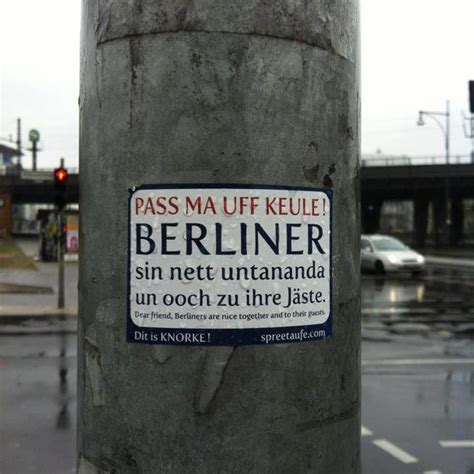 PASS MA UFF KEULE!
BERLINER
sin nett untananda
un ooch zu ihre Jäste.
Dear friend, Berliners are nice together and to their guests.
Dit is KNORKE! spreetaufe.com